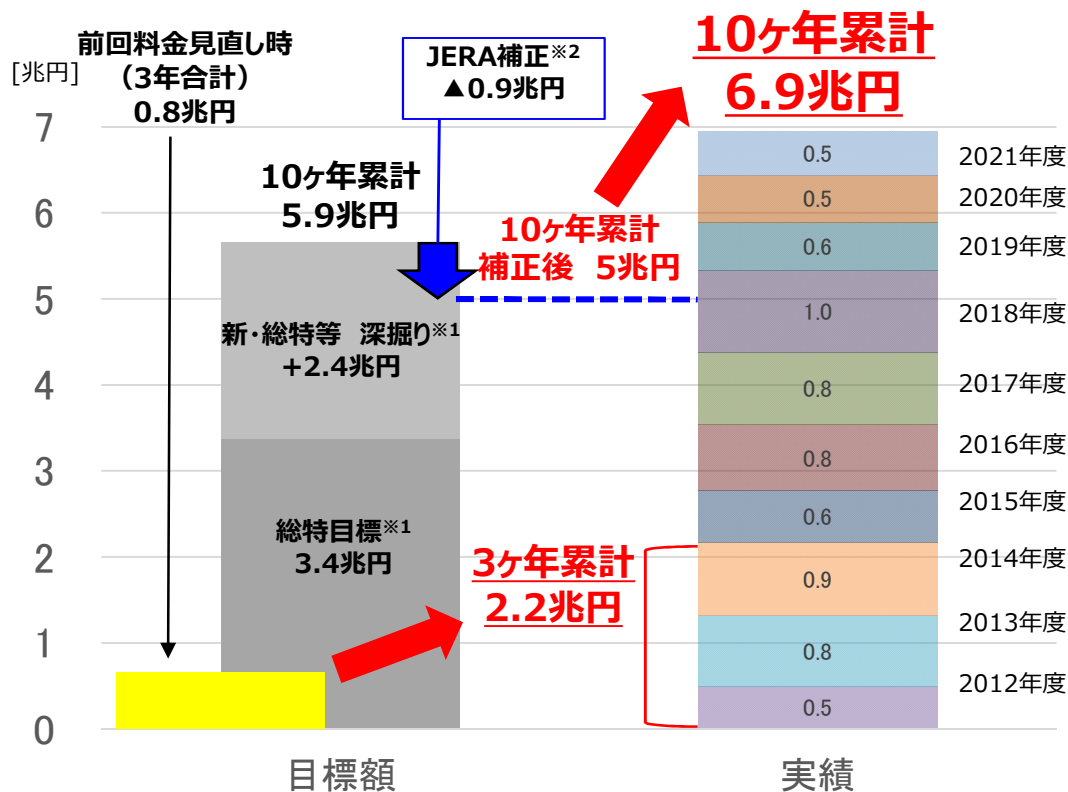 前回料金見直し時
（3年合計）
0.8兆円
[兆円]
JERA補正※2
▲0.9兆円
10ヶ年累計
6.9兆円
10ヶ年累計
5.9兆円
10ヶ年累計
補正後 5兆円
新・総特等 深掘り※1
+2.4兆円
総特目標※1
3.4兆円
3ヶ年累計
2.2兆円
7
6
5
4
3
2
1
0
0.5
2021年度
0.5
2020年度
0.6
2019年度
1.0
2018年度
0.8
2017年度
0.8
2016年度
0.6
2015年度
0.9
2014年度
0.8
2013年度
0.5
2012年度
目標額
実績